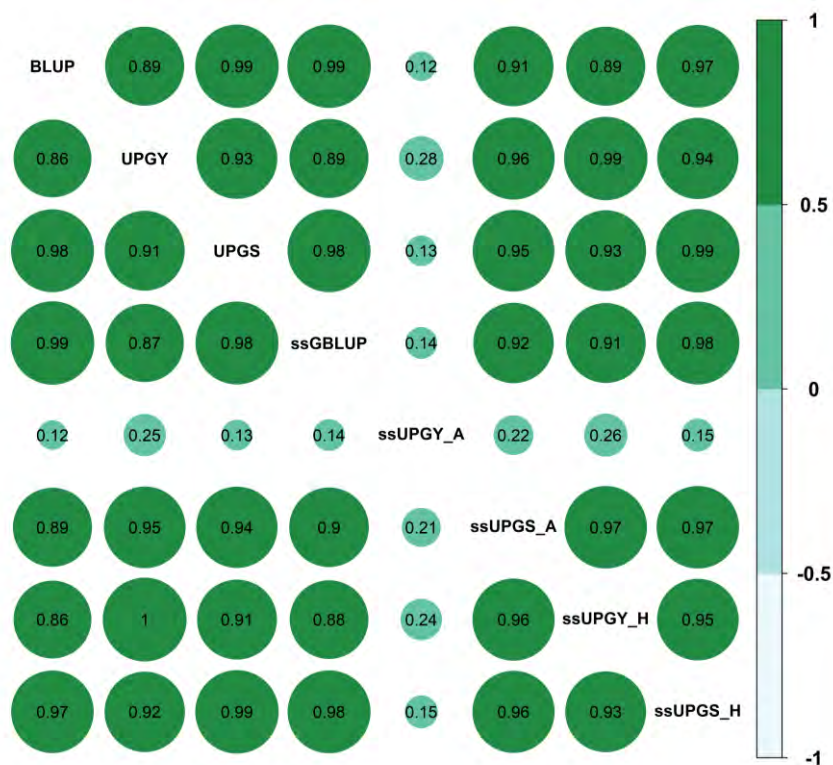 BLUP 0.89 0.99 0.99 0.12 0.91 0.89 0.97
0.86 UPGY 0.93 0.89 0.28 0.96 0.99 0.94
0.98 0.91 UPGS 0.98 0.13 0.95 0.93 0.99
0.99 0.87 0.98 ssGBLUP 0.14 0.92 0.91 0.98
0.12 0.25 0.13 0.14 ssUPGY_A 0.22 0.26 0.15
0.89 0.95 0.94 0.9 0.21 ssUPGS_A 0.97 0.97
0.86 1 0.91 0.88 0.24 0.96 ssUPGY_H 0.95
0.97 0.92 0.99 0.98 0.15 0.96 0.93 ssUPGS_H
1
0.5
0
-0.5
-1